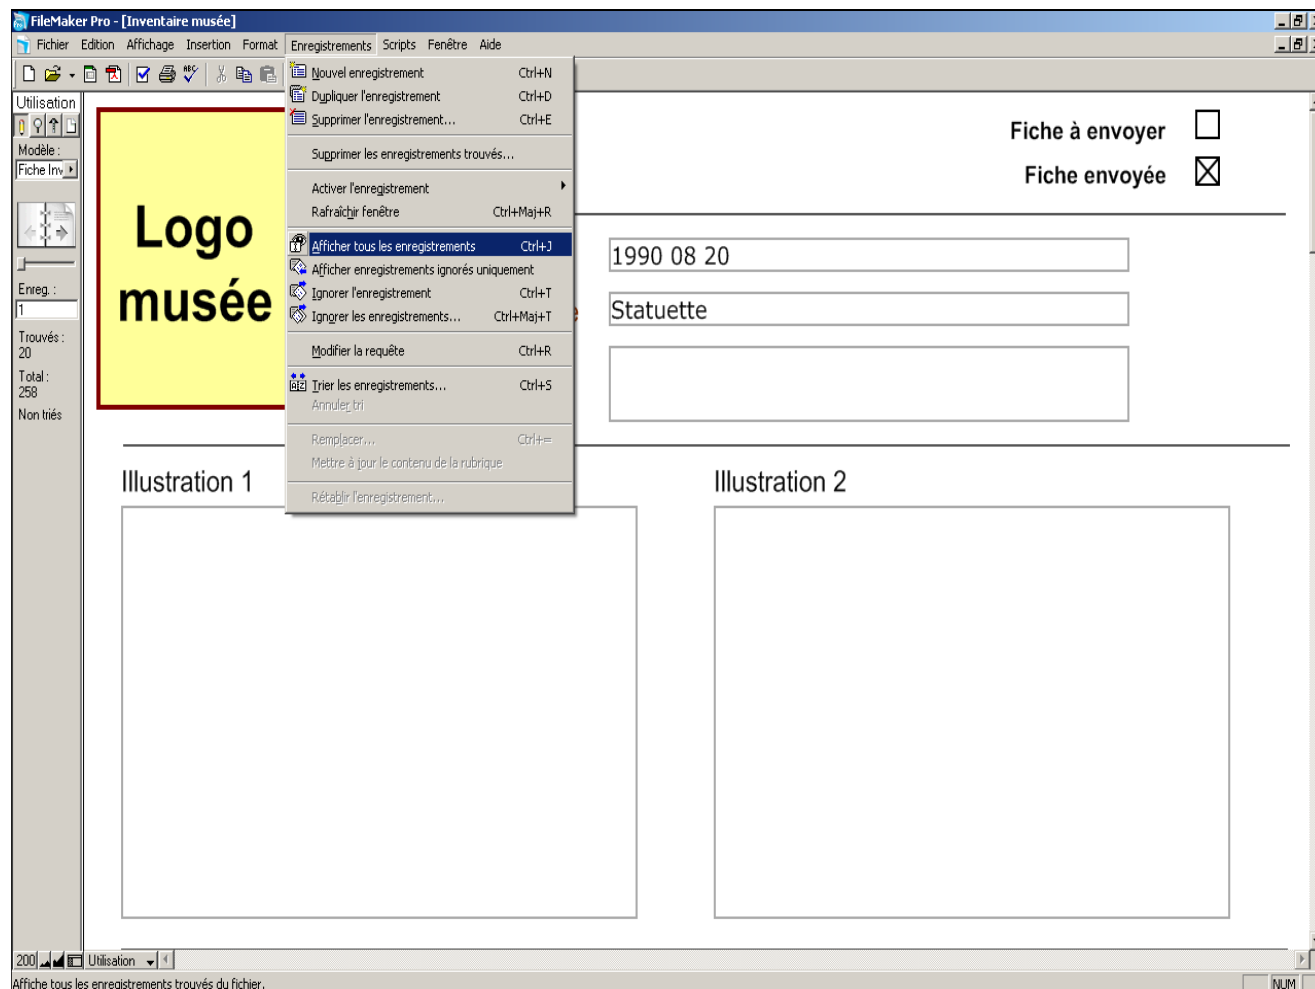 FileMaker Pro - [Inventaire musée]
Fichier Edition Affichage Insertion Format Enregistrements Scripts Fenêtre Aide
Utilisation
Modèle :
Fiche Inv
Enreg. :
1
Trouvés :
20
Total :
258
Non triés
Logo
musée
Nouvel enregistrement Ctrl+N
Dupliquer l'enregistrement Ctrl+D
Supprimer l'enregistrement... Ctrl+E
Supprimer les enregistrements trouvés...
Activer l'enregistrement
Rafraîchir fenêtre Ctrl+Maj+R
Afficher tous les enregistrements Ctrl+J
Afficher enregistrements ignorés uniquement
Ignorer l'enregistrement Ctrl+T
Ignorer les enregistrements... Ctrl+Maj+T
Modifier la requête Ctrl+R
Trier les enregistrements... Ctrl+S
Annuler tri
Remplacer... Ctrl+=
Mettre à jour le contenu de la rubrique
Rétablir l'enregistrement...
Fiche à envoyer
Fiche envoyée
1990 08 20
Statuette
Illustration 1
Illustration 2
200 Utilisation
Affiche tous les enregistrements trouvés du fichier.
NUM